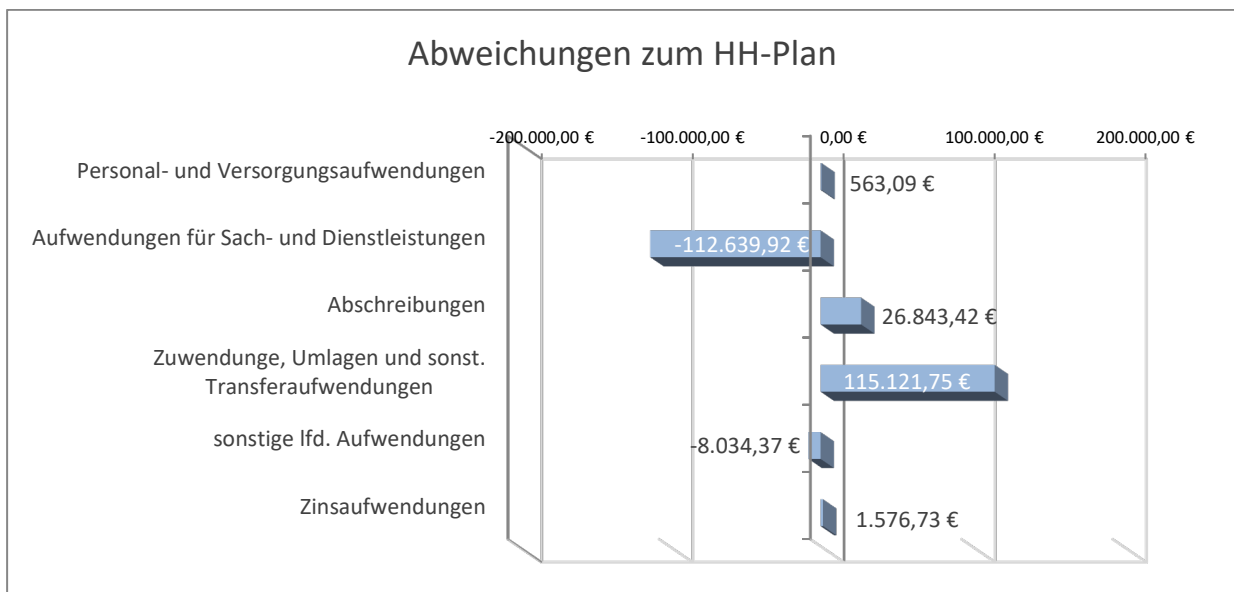 Abweichungen zum HH-Plan
-200.000,00 € -100.000,00 € 0,00 € 100.000,00 € 200.000,00 €
Personal- und Versorgungsaufwendungen 563,09 €
Aufwendungen für Sach- und Dienstleistungen -112.639,92 €
Abschreibungen 26.843,42 €
Zuwendunge, Umlagen und sonst.
Transferaufwendungen 115.121,75 €
sonstige lfd. Aufwendungen -8.034,37 €
Zinsaufwendungen 1.576,73 €